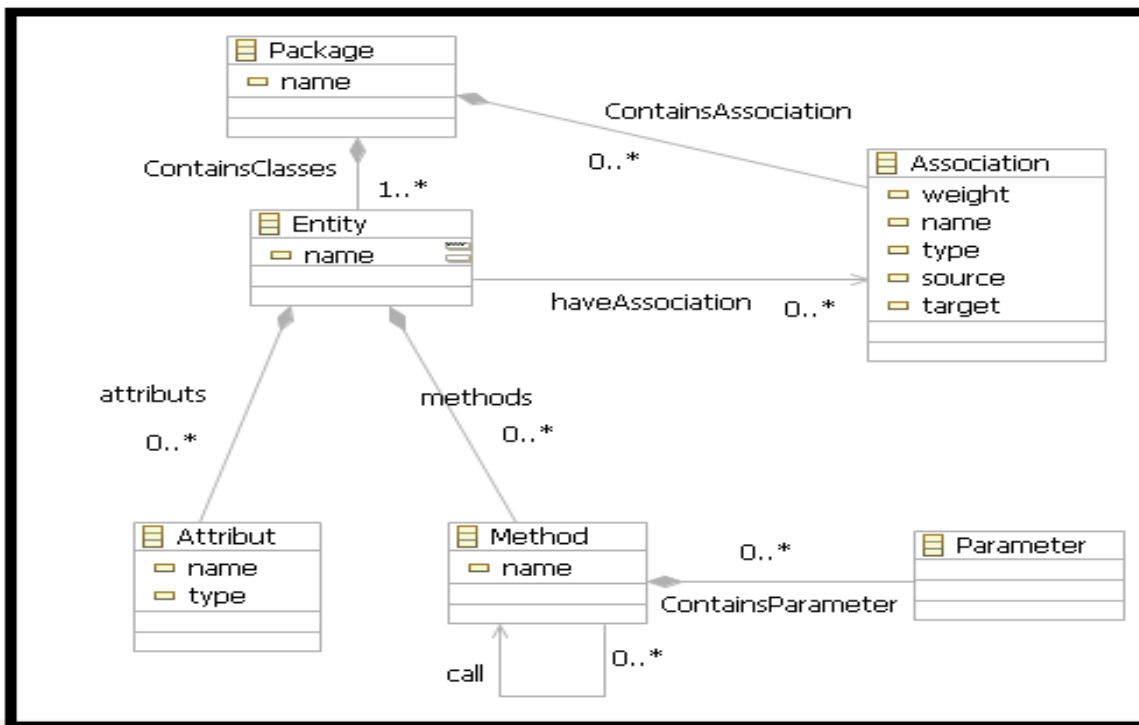 Package
name
ContainsAssociation
0..*
ContainsClasses
1..*
Association
weight
name
type
source
target
Entity
name
haveAssociation
0..*
attributs
0..*
methods
0..*
Attribut
name
type
Method
name
0..*
ContainsParameter
Parameter
call
0..*